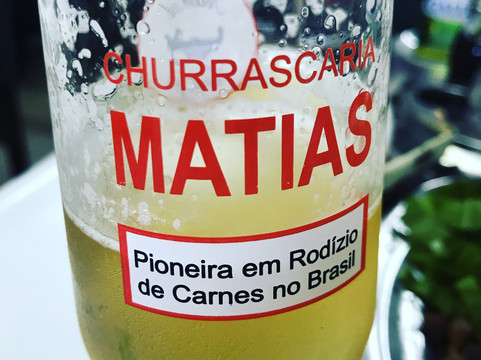 CHURRASCARIA
MATIAS
Pioneira em Rodízio
de Carnes no Brasil